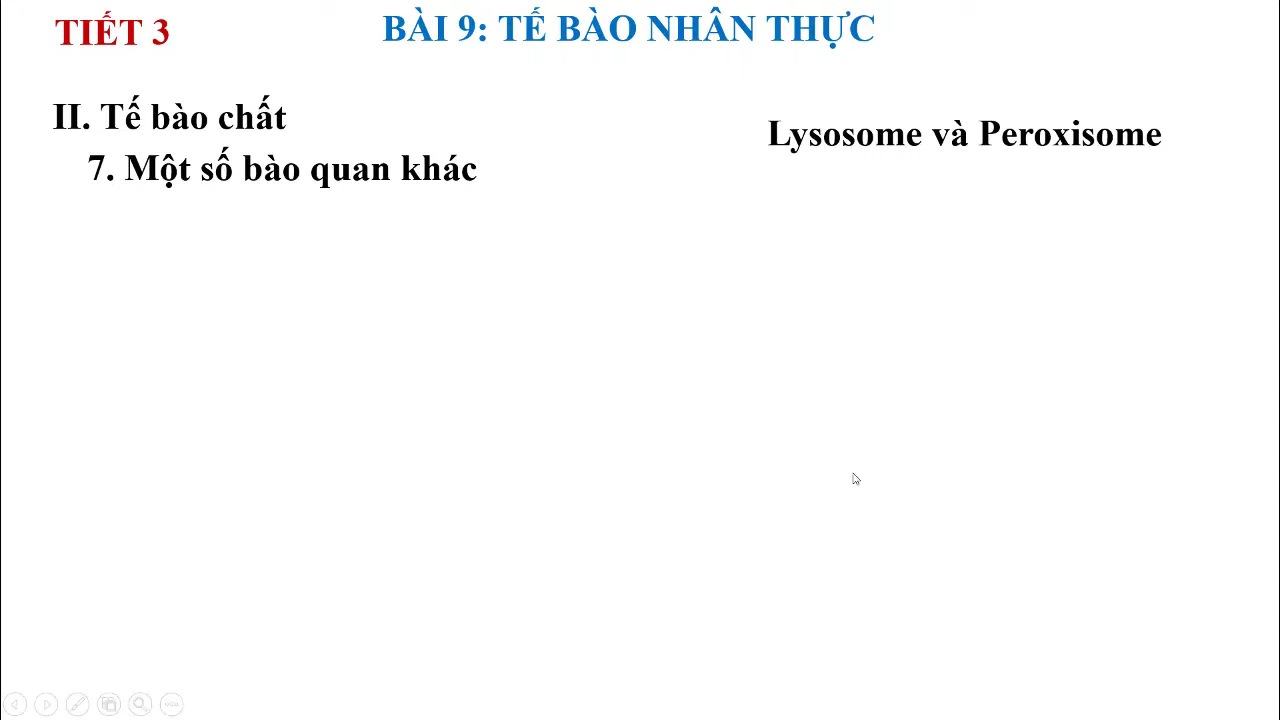 TIẾT 3
BÀI 9: TẾ BÀO NHÂN THỰC
II. Tế bào chất
7. Một số bào quan khác
Lysosome và Peroxisome